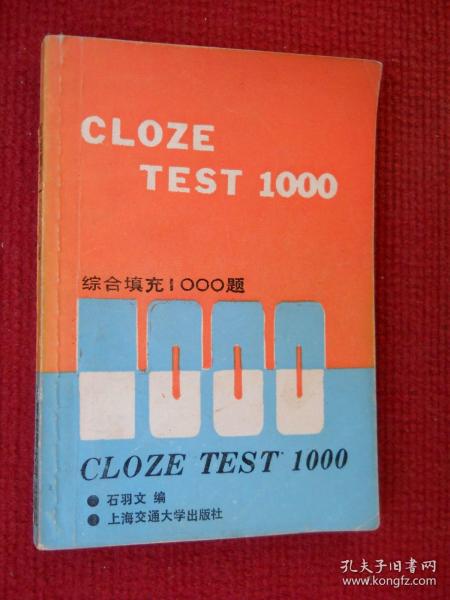 CLOZE
TEST 1000
综合填充1000题
1000
CLOZE TEST 1000
石羽文 编
上海交通大学出版社
孔夫子旧书网
www.kongfz.com